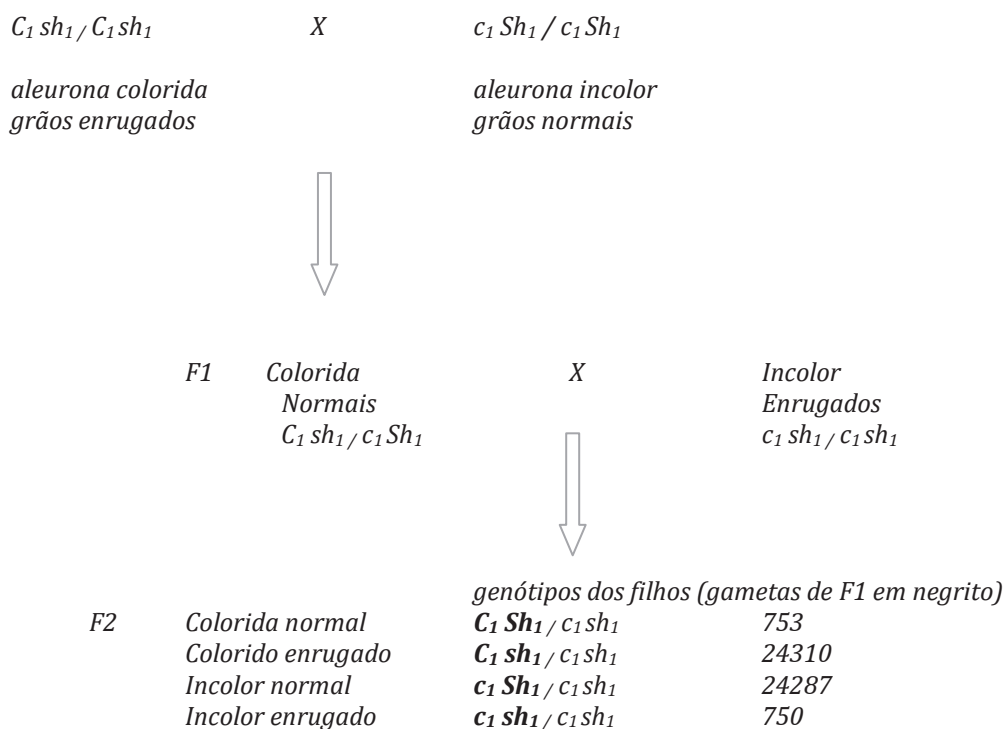 C₁ sh₁ / C₁ sh₁ X c₁ Sh₁ / c₁ Sh₁
aleurona colorida aleurona incolor
grãos enrugados grãos normais
F1 Colorida X Incolor
Normais Enrugados
C₁ sh₁ / c₁ Sh₁ c₁ sh₁ / c₁ sh₁
genótipos dos filhos (gametas de F1 em negrito)
F2 Colorida normal C₁ Sh₁ / c₁ sh₁ 753
Colorido enrugado C₁ sh₁ / c₁ sh₁ 24310
Incolor normal c₁ Sh₁ / c₁ sh₁ 24287
Incolor enrugado c₁ sh₁ / c₁ sh₁ 750